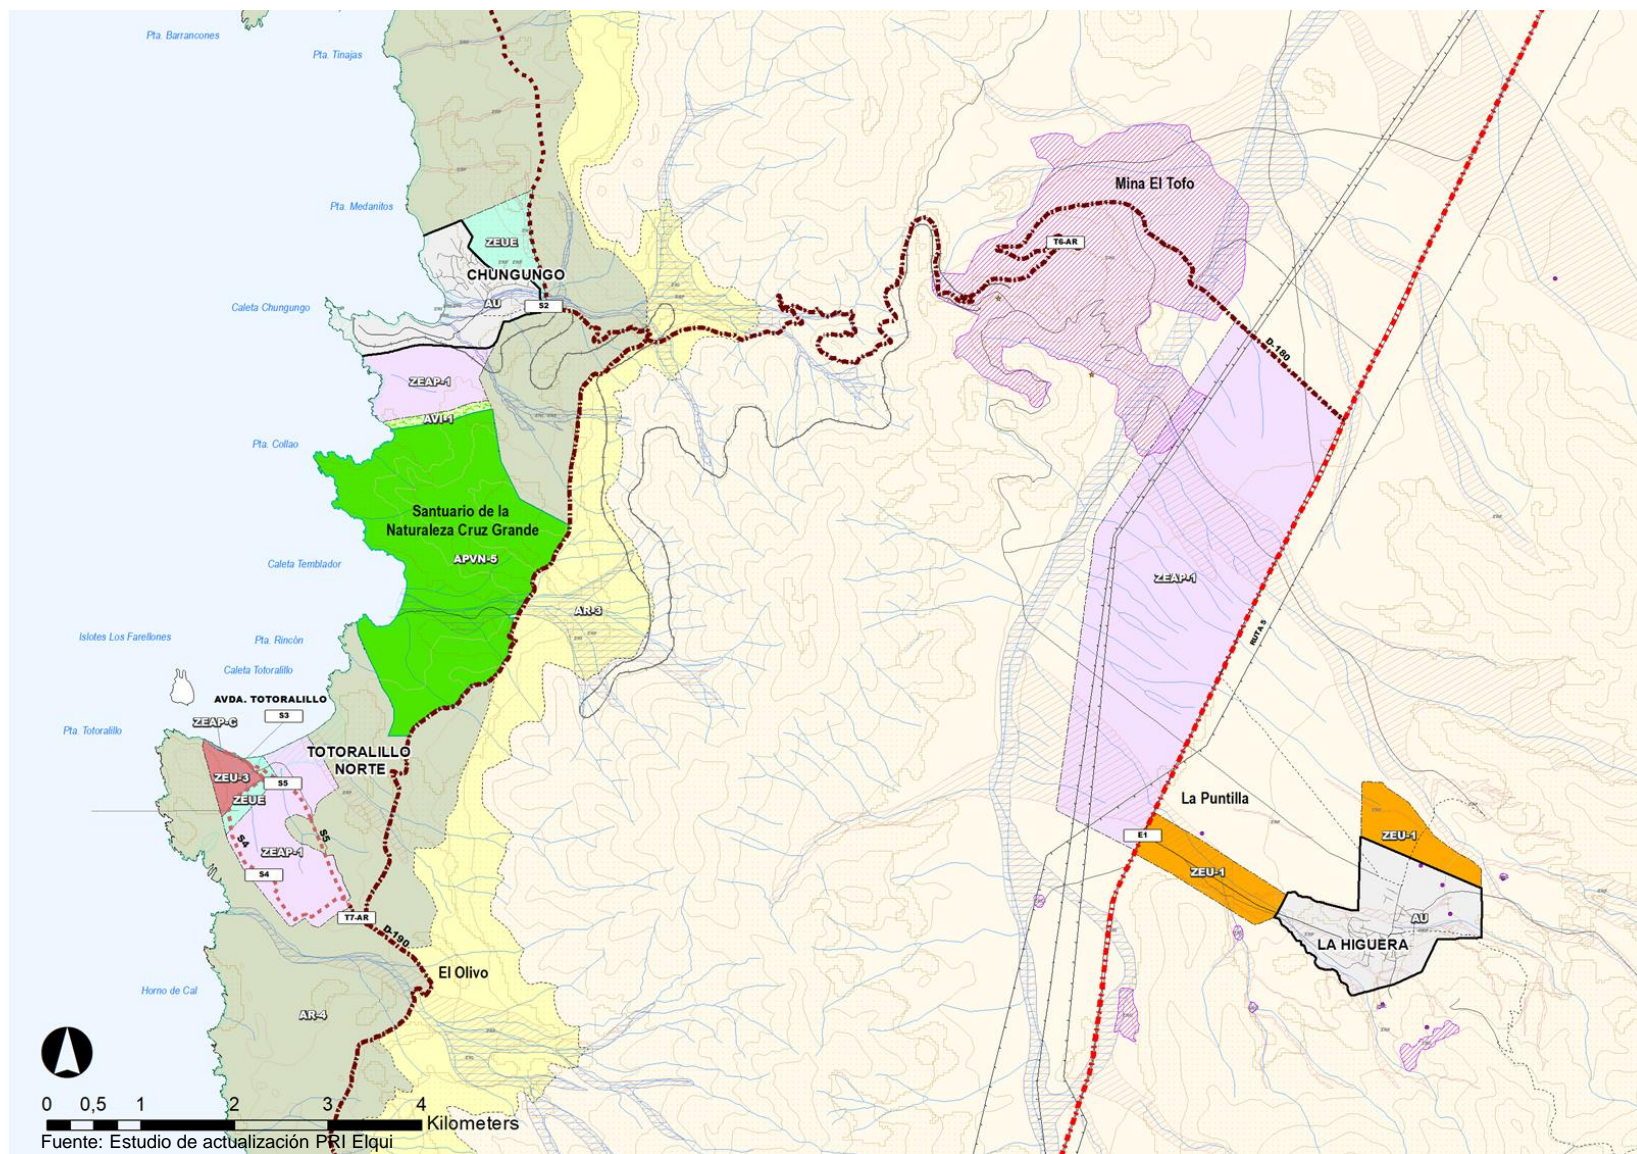 Pta. Barrancones
Pta. Tinajas
Mina El Tofo
Pta. Medanitos
T6-AR
ZEUE
CHUNGUNGO
AU
S2
Caleta Chungungo
D-180
ZEAP-1
AVI-1
Pta. Collao
Santuario de la
Naturaleza Cruz Grande
APVN-5
Caleta Temblador
ZEAP-1
AR-3
Islotes Los Farellones
Pta. Rincón
RUTA 5
Caleta Totoralillo
AVDA. TOTORALILLO
S3
ZEAP-C
Pta. Totoralillo
TOTORALILLO
NORTE
ZEU-3
S5
ZEUE
La Puntilla
S4
S5
E1
ZEU-1
ZEAP-1
S4
ZEU-1
T7-AR
AU
D-190
LA HIGUERA
El Olivo
Horno de Cal
AR-4
0 0,5 1 2 3 4
Kilometers
Fuente: Estudio de actualización PRI Elqui